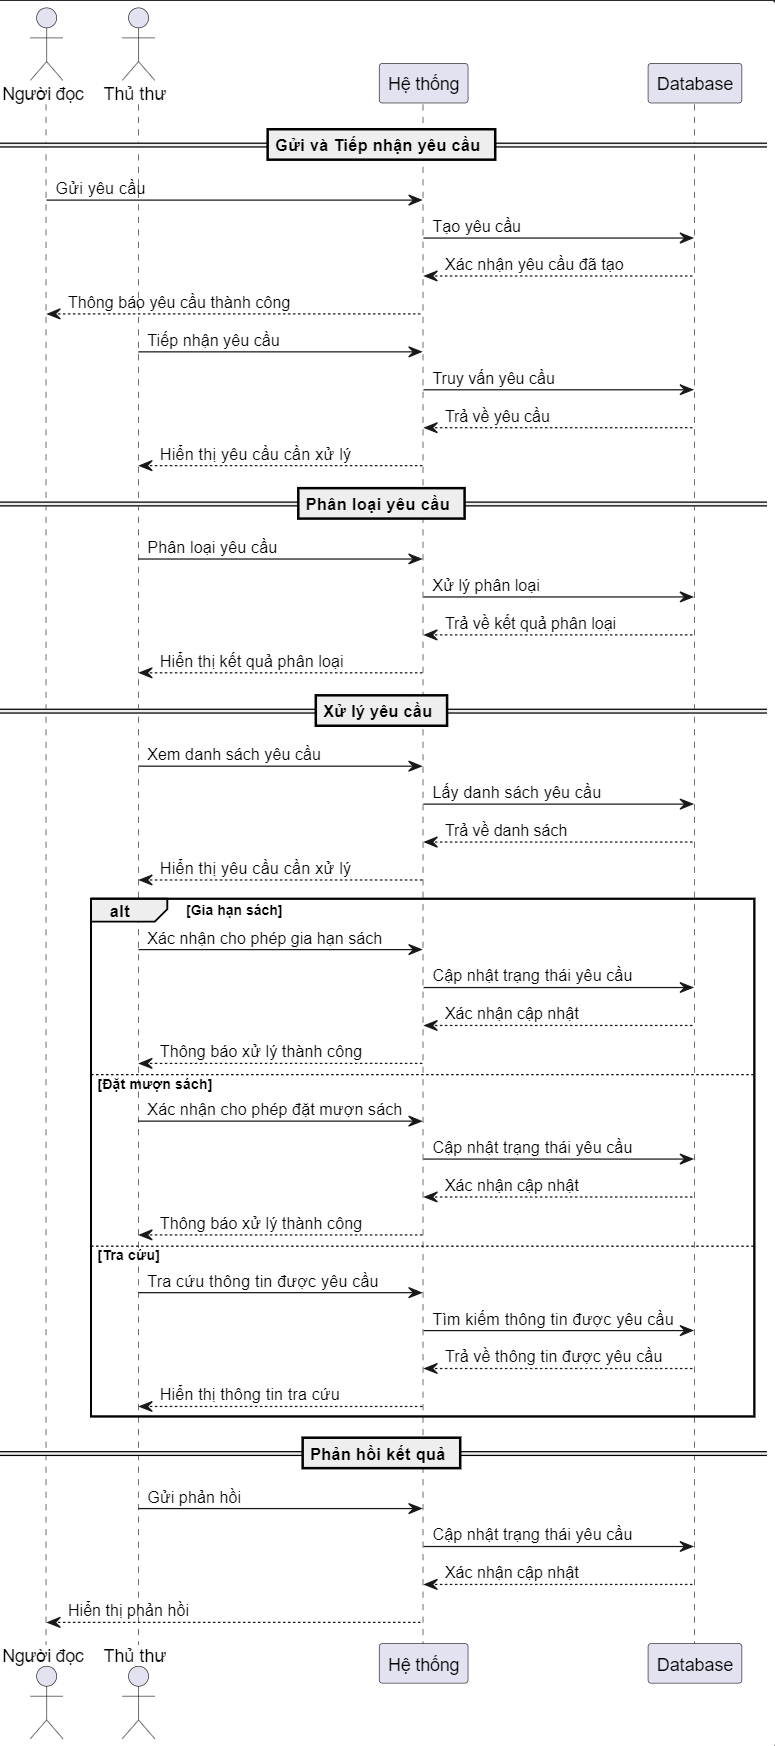 Người đọc
Thủ thư
Hệ thống
Database
Gửi và Tiếp nhận yêu cầu
Gửi yêu cầu
Tạo yêu cầu
Xác nhận yêu cầu đã tạo
Thông báo yêu cầu thành công
Tiếp nhận yêu cầu
Truy vấn yêu cầu
Trả về yêu cầu
Hiển thị yêu cầu cần xử lý
Phân loại yêu cầu
Phân loại yêu cầu
Xử lý phân loại
Trả về kết quả phân loại
Hiển thị kết quả phân loại
Xử lý yêu cầu
Xem danh sách yêu cầu
Lấy danh sách yêu cầu
Trả về danh sách
Hiển thị yêu cầu cần xử lý
alt [Gia hạn sách]
Xác nhận cho phép gia hạn sách
Cập nhật trạng thái yêu cầu
Xác nhận cập nhật
Thông báo xử lý thành công
[Đặt mượn sách]
Xác nhận cho phép đặt mượn sách
Cập nhật trạng thái yêu cầu
Xác nhận cập nhật
Thông báo xử lý thành công
[Tra cứu]
Tra cứu thông tin được yêu cầu
Tìm kiếm thông tin được yêu cầu
Trả về thông tin được yêu cầu
Hiển thị thông tin tra cứu
Phản hồi kết quả
Gửi phản hồi
Cập nhật trạng thái yêu cầu
Xác nhận cập nhật
Hiển thị phản hồi
Người đọc
Thủ thư
Hệ thống
Database